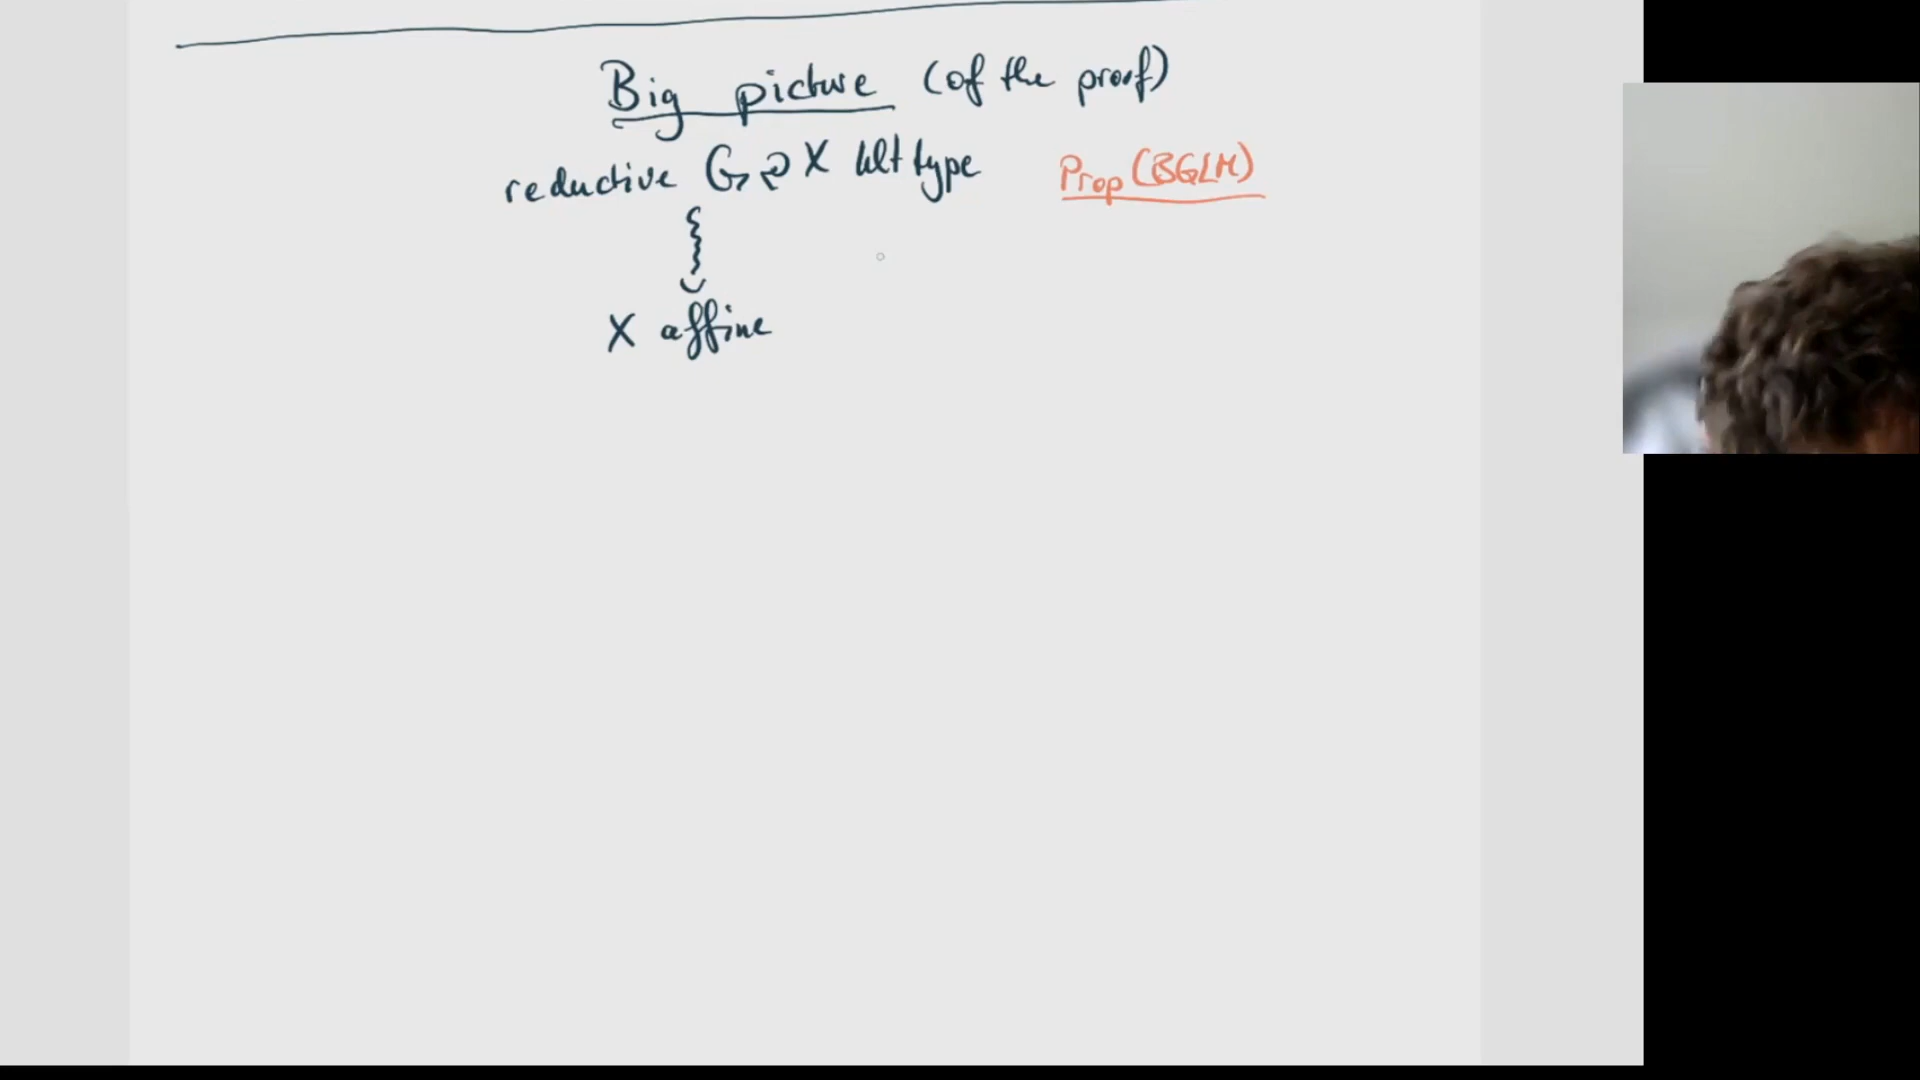 Big picture (of the proof)
reductive G ⟳ X klt type Prop (BGLM)
X affine